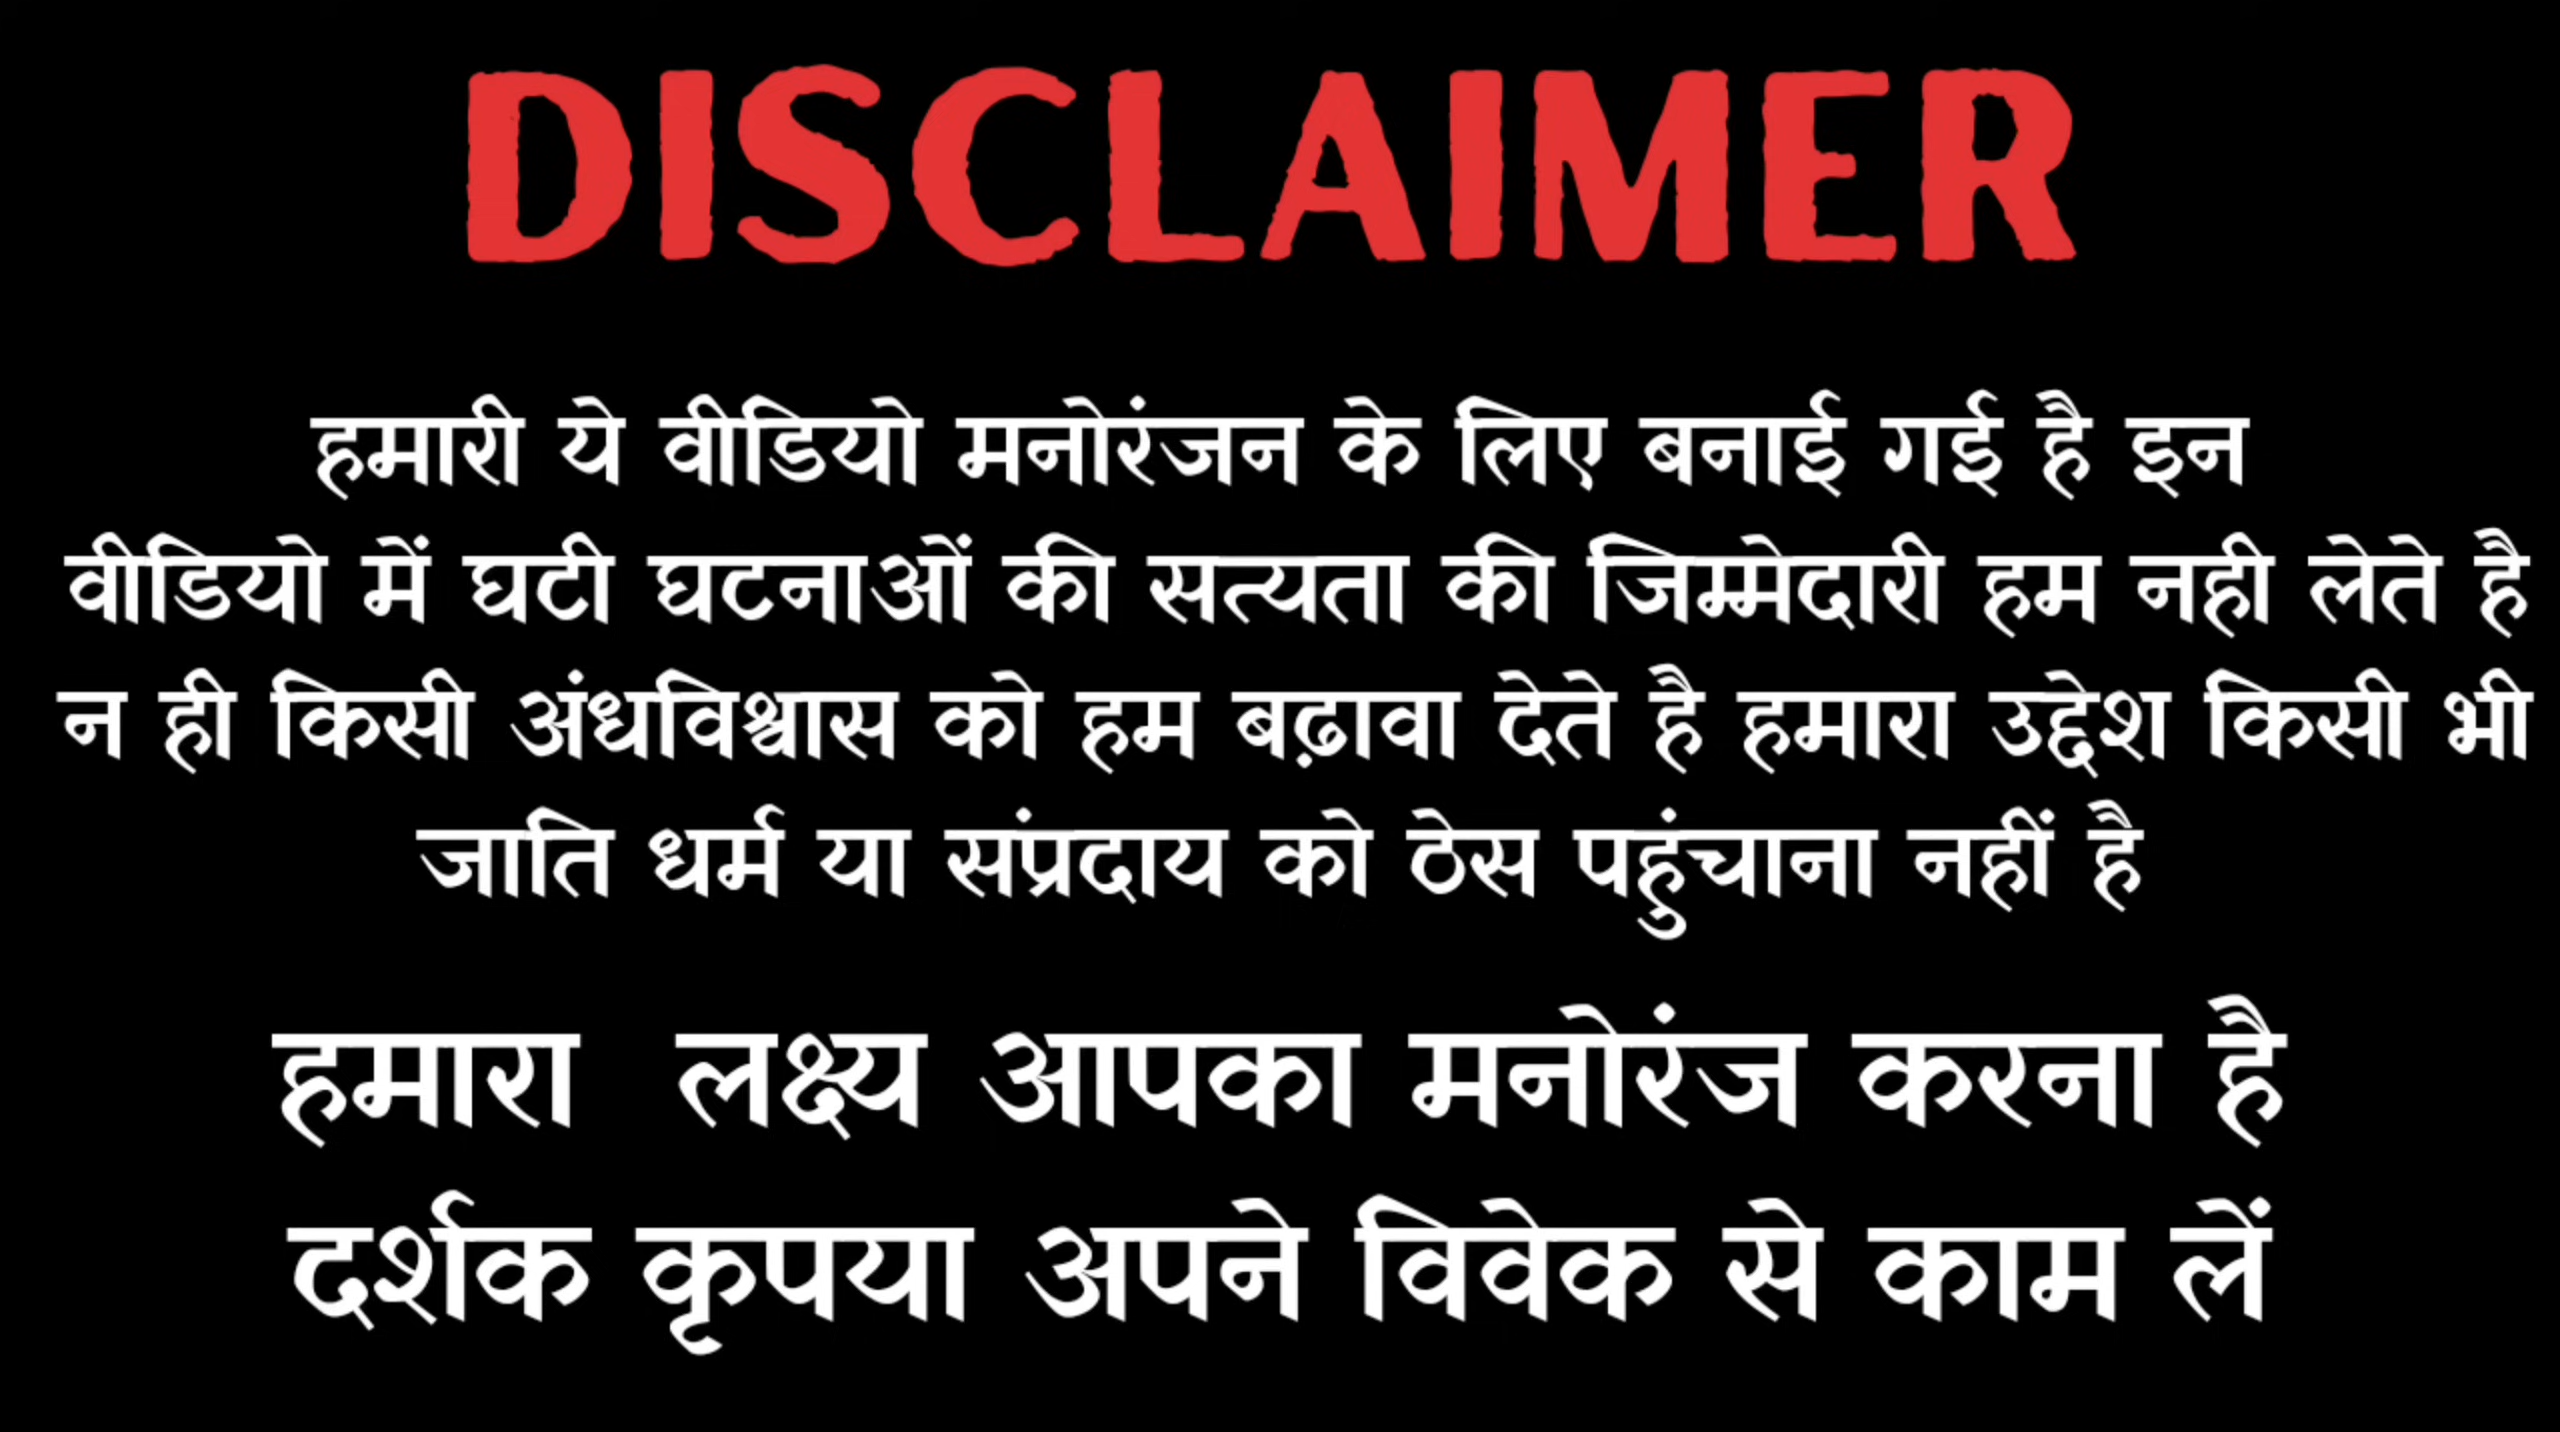 DISCLAIMER
हमारी ये वीडियो मनोरंजन के लिए बनाई गई है इन
वीडियो में घटी घटनाओं की सत्यता की जिम्मेदारी हम नही लेते है
न ही किसी अंधविश्वास को हम बढ़ावा देते है हमारा उद्देश किसी भी
जाति धर्म या संप्रदाय को ठेस पहुंचाना नहीं है
हमारा लक्ष्य आपका मनोरंज करना है
दर्शक कृपया अपने विवेक से काम लें